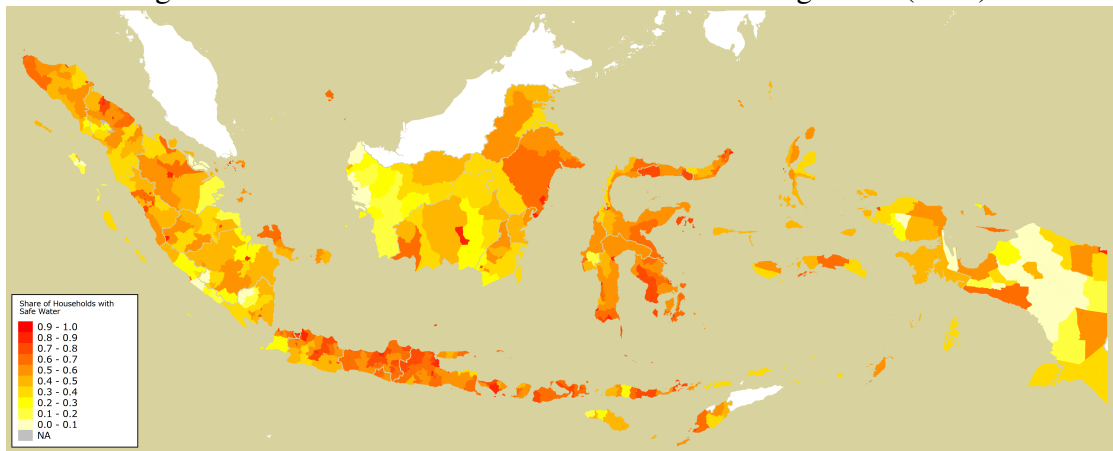 Share of Households with
Safe Water
0.9 - 1.0
0.8 - 0.9
0.7 - 0.8
0.6 - 0.7
0.5 - 0.6
0.4 - 0.5
0.3 - 0.4
0.2 - 0.3
0.1 - 0.2
0.0 - 0.1
NA